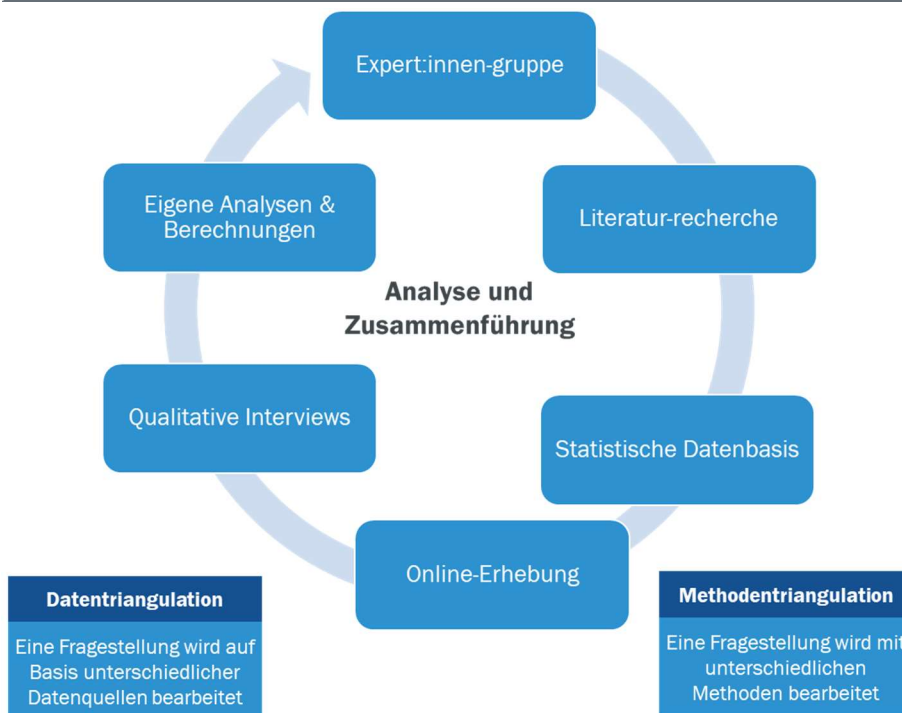 Expert:innen-gruppe
Literatur-recherche
Statistische Datenbasis
Online-Erhebung
Qualitative Interviews
Eigene Analysen &
Berechnungen
Analyse und
Zusammenführung
Datentriangulation
Eine Fragestellung wird auf
Basis unterschiedlicher
Datenquellen bearbeitet
Methodentriangulation
Eine Fragestellung wird mit
unterschiedlichen
Methoden bearbeitet